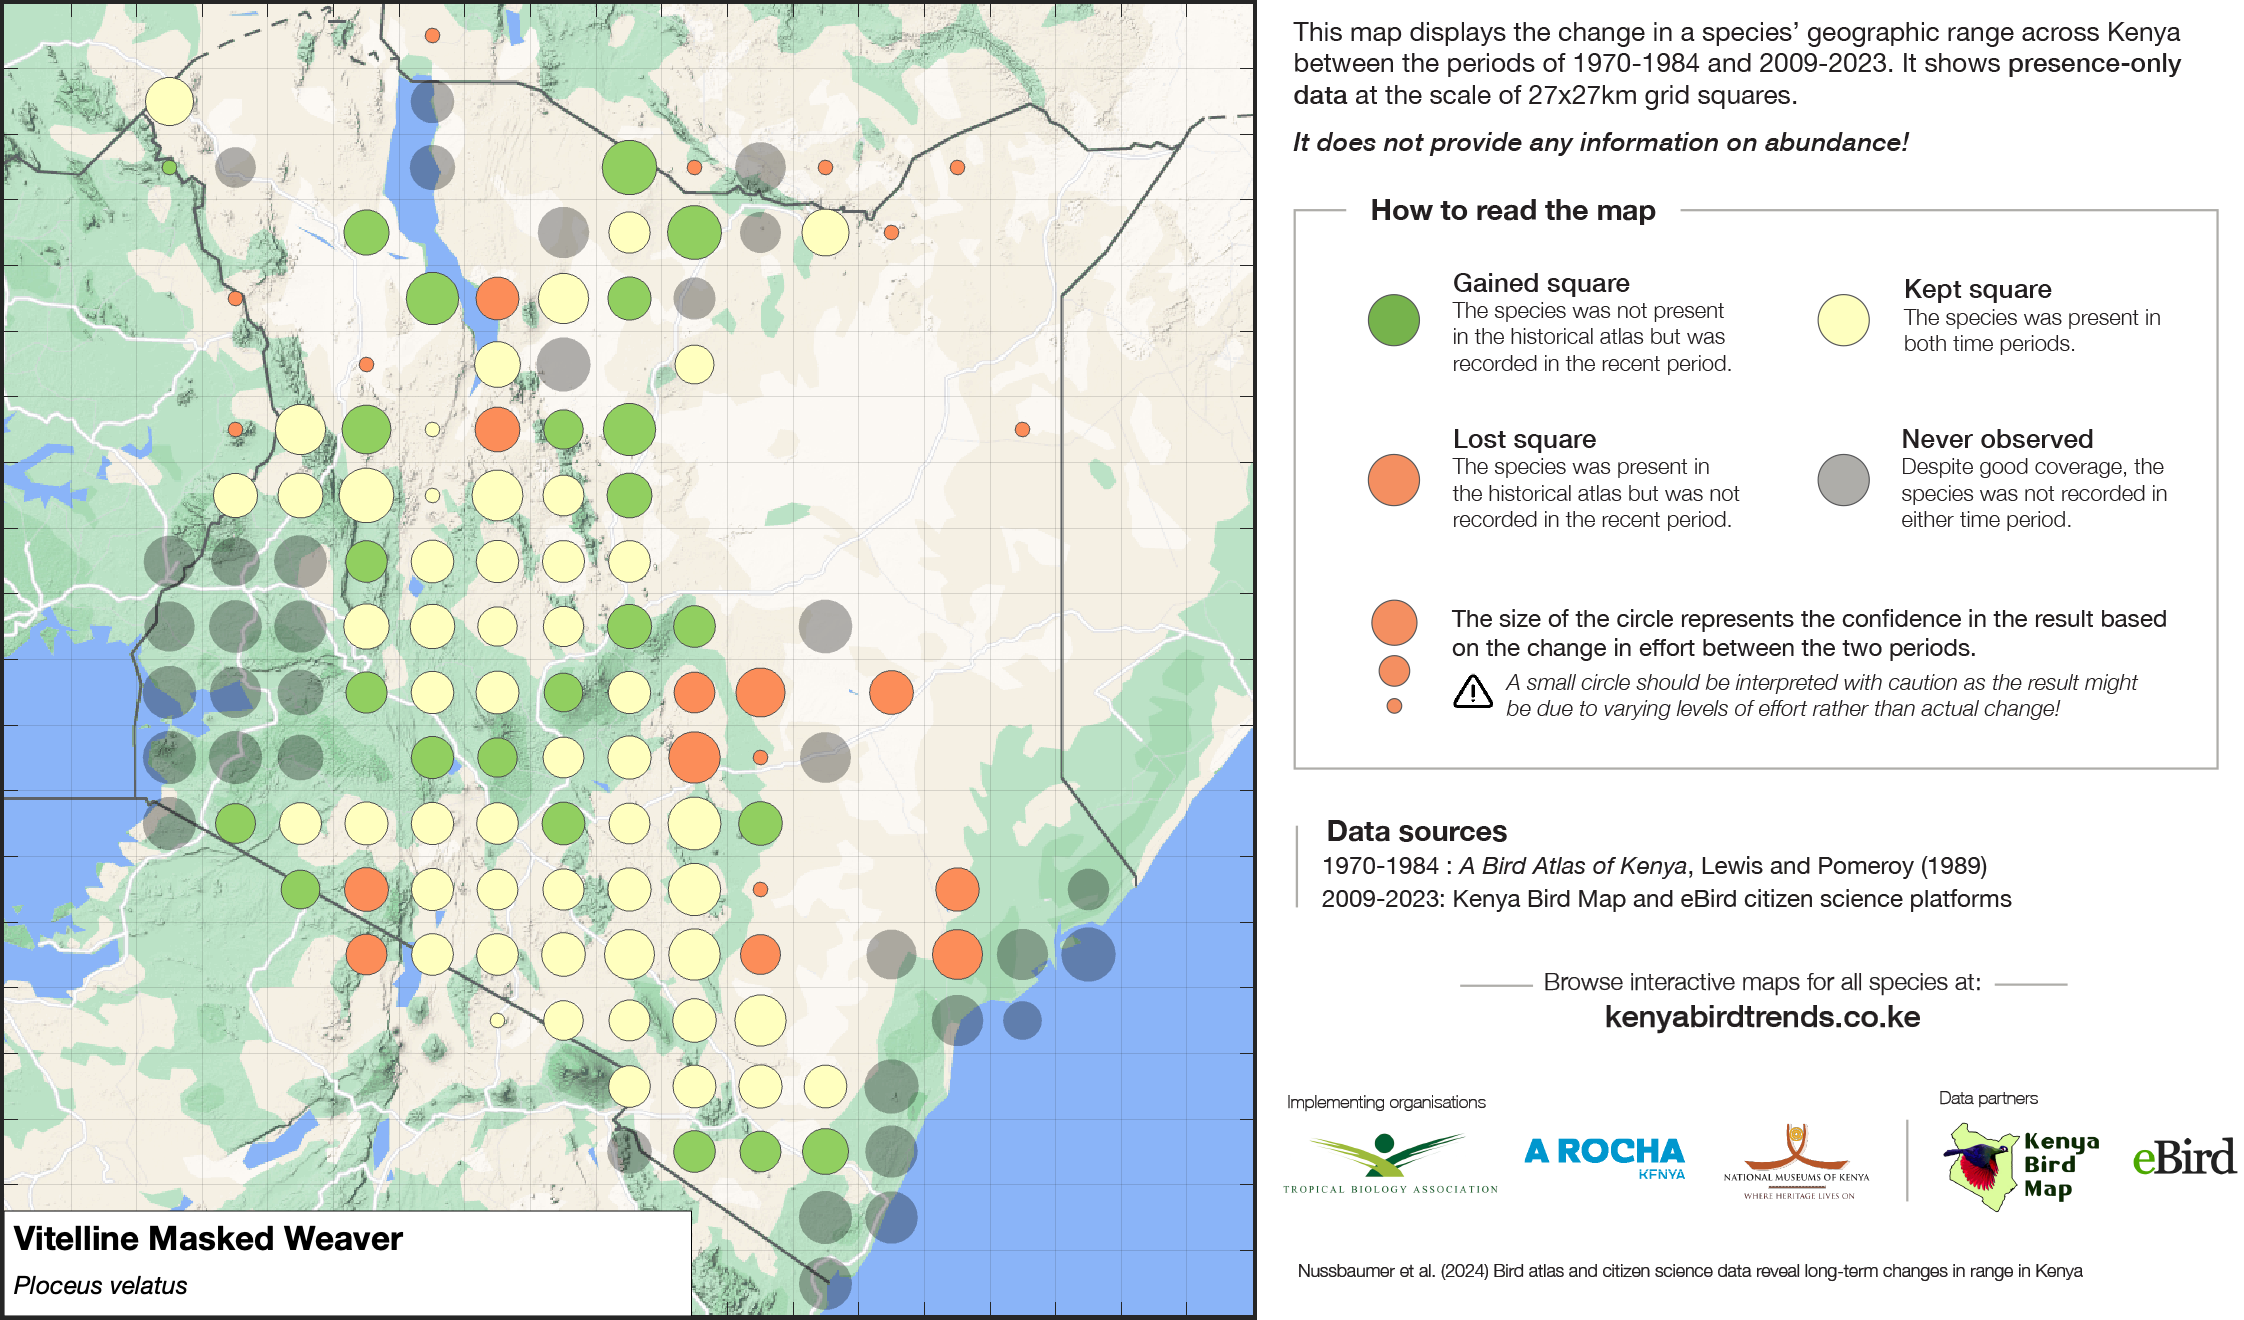 This map displays the change in a species’ geographic range across Kenya
between the periods of 1970-1984 and 2009-2023. It shows presence-only
data at the scale of 27x27km grid squares.
It does not provide any information on abundance!
How to read the map
Gained square
The species was not present
in the historical atlas but was
recorded in the recent period.
Kept square
The species was present in
both time periods.
Lost square
The species was present in
the historical atlas but was not
recorded in the recent period.
Never observed
Despite good coverage, the
species was not recorded in
either time period.
The size of the circle represents the confidence in the result based
on the change in effort between the two periods.
A small circle should be interpreted with caution as the result might
be due to varying levels of effort rather than actual change!
Data sources
1970-1984 : A Bird Atlas of Kenya, Lewis and Pomeroy (1989)
2009-2023: Kenya Bird Map and eBird citizen science platforms
Browse interactive maps for all species at:
kenyabirdtrends.co.ke
Implementing organisations
Data partners
TROPICAL BIOLOGY ASSOCIATION
A ROCHA
KENYA
NATIONAL MUSEUMS OF KENYA
WHERE HERITAGE LIVES ON
Kenya
Bird
Map
eBird
Nussbaumer et al. (2024) Bird atlas and citizen science data reveal long-term changes in range in Kenya
Vitelline Masked Weaver
Ploceus velatus